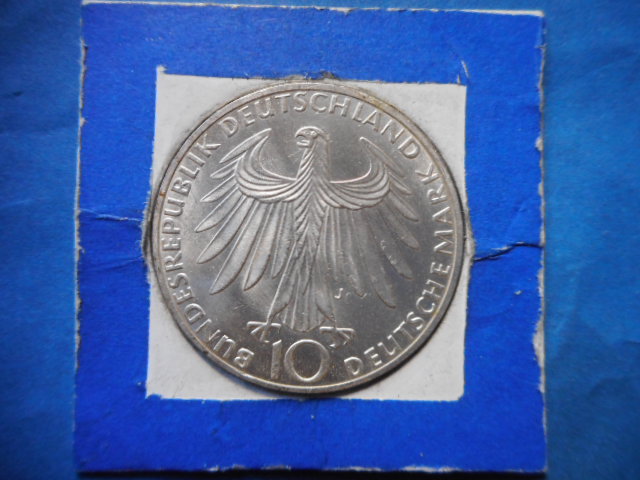 BUNDESREPUBLIK DEUTSCHLAND
10 DEUTSCHE MARK
J